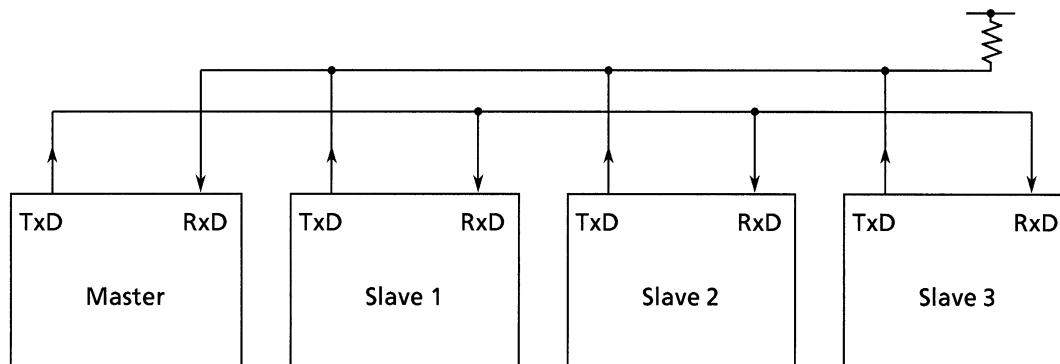 TxD RxD TxD RxD TxD RxD TxD RxD
Master Slave 1 Slave 2 Slave 3